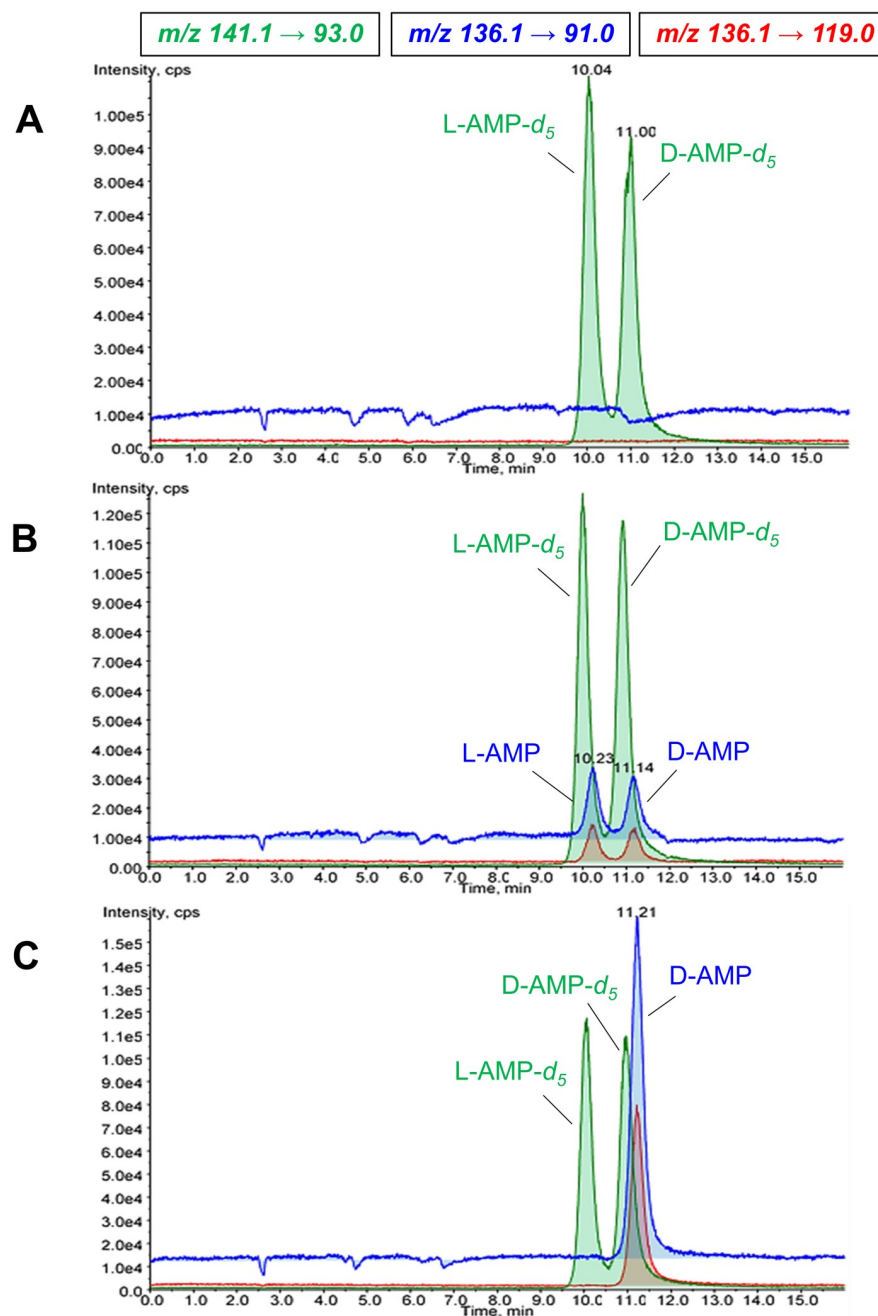 m/z 141.1 → 93.0 m/z 136.1 → 91.0 m/z 136.1 → 119.0
A
Intensity, cps
10.04
11.00
L-AMP-d5
D-AMP-d5
1.00e5
9.00e4
8.00e4
7.00e4
6.00e4
5.00e4
4.00e4
3.00e4
2.00e4
1.00e4
0.00
0.0 1.0 2.0 3.0 4.0 5.0 6.0 7.0 8.0 9.0 10.0 11.0 12.0 13.0 14.0 15.0
Time, min
B
Intensity, cps
L-AMP-d5
D-AMP-d5
L-AMP
10.23
11.14
D-AMP
1.20e5
1.10e5
1.00e5
9.00e4
8.00e4
7.00e4
6.00e4
5.00e4
4.00e4
3.00e4
2.00e4
1.00e4
0.00
0.0 1.0 2.0 3.0 4.0 5.0 6.0 7.0 8.0 9.0 10.0 11.0 12.0 13.0 14.0 15.0
Time, min
C
Intensity, cps
11.21
D-AMP-d5
D-AMP
L-AMP-d5
1.5e5
1.4e5
1.3e5
1.2e5
1.1e5
1.0e5
9.0e4
8.0e4
7.0e4
6.0e4
5.0e4
4.0e4
3.0e4
2.0e4
1.0e4
0.0
0.0 1.0 2.0 3.0 4.0 5.0 6.0 7.0 8.0 9.0 10.0 11.0 12.0 13.0 14.0 15.0
Time, min